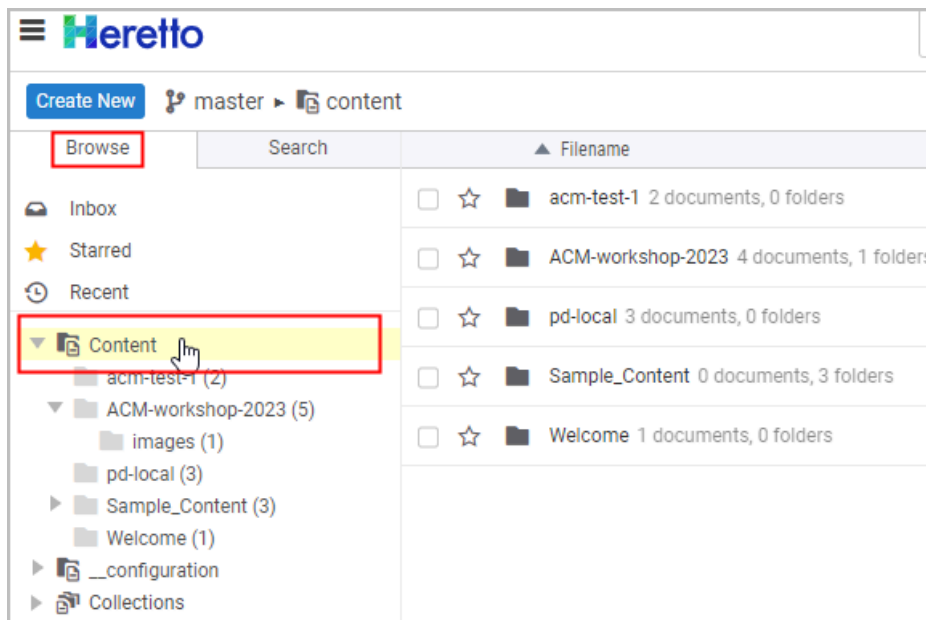 Heretto
Create New master content
Browse Search
Filename
Inbox
Starred
Recent
Content
acm-test-1 (2)
ACM-workshop-2023 (5)
images (1)
pd-local (3)
Sample_Content (3)
Welcome (1)
__configuration
Collections
acm-test-1 2 documents, 0 folders
ACM-workshop-2023 4 documents, 1 folders
pd-local 3 documents, 0 folders
Sample_Content 0 documents, 3 folders
Welcome 1 documents, 0 folders